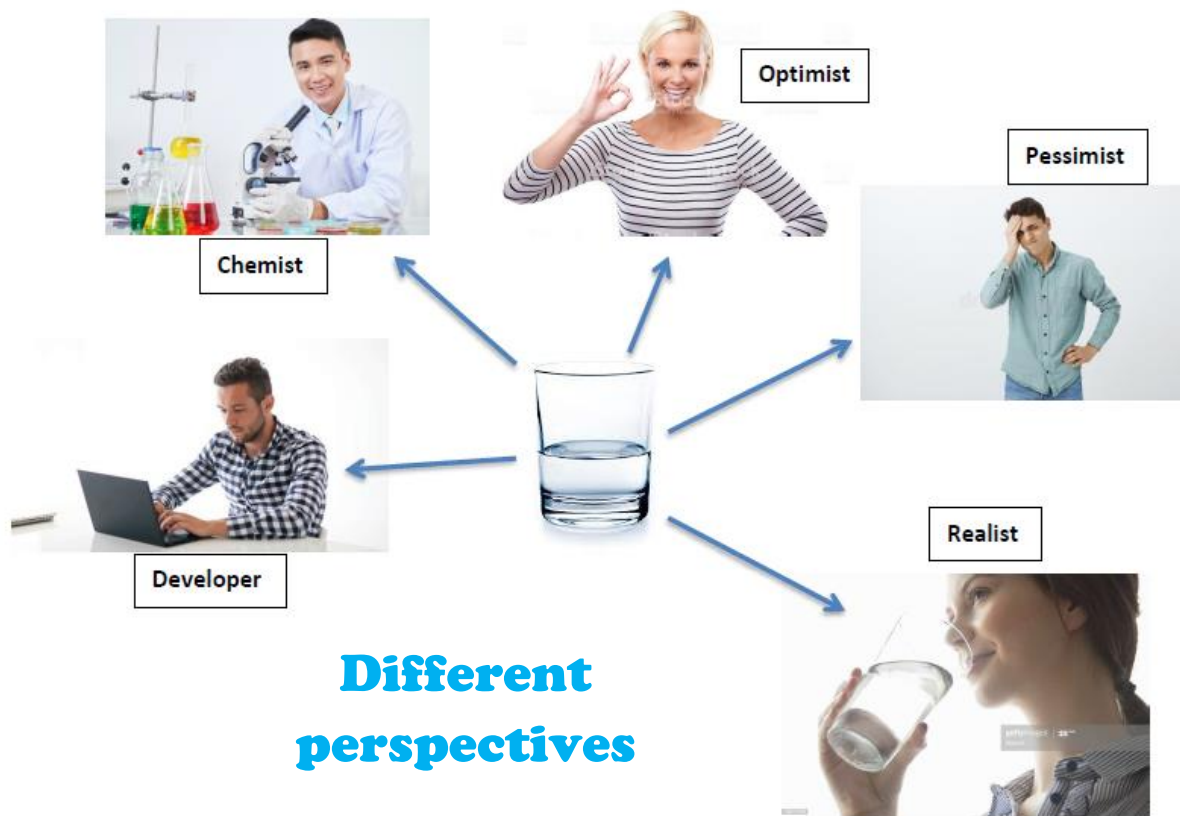 Optimist
Pessimist
Chemist
Realist
Developer
Different
perspectives